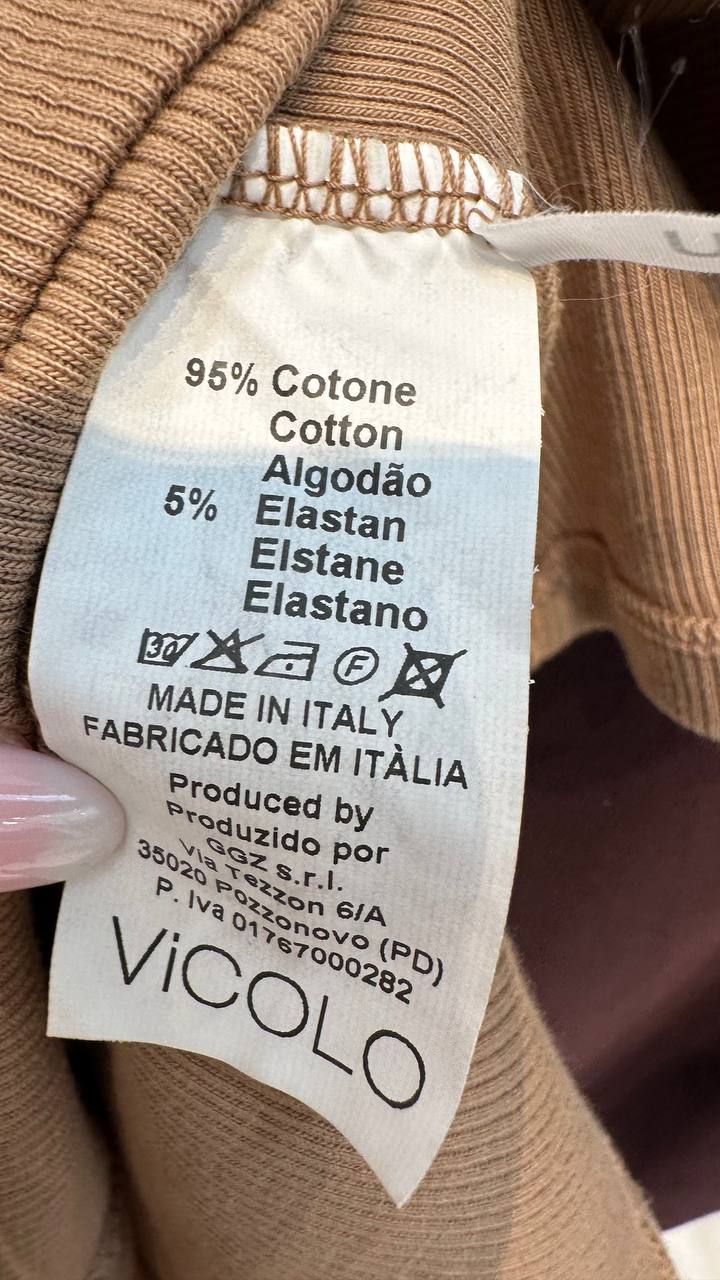 95% Cotone
Cotton
Algodão
5% Elastan
Elstane
Elastano
30 F
MADE IN ITALY
FABRICADO EM ITÀLIA
Produced by
Produzido por
GGZ s.r.l.
Via Tezzon 6/A
35020 Pozzonovo (PD)
P. Iva 01767000282
ViCOLO